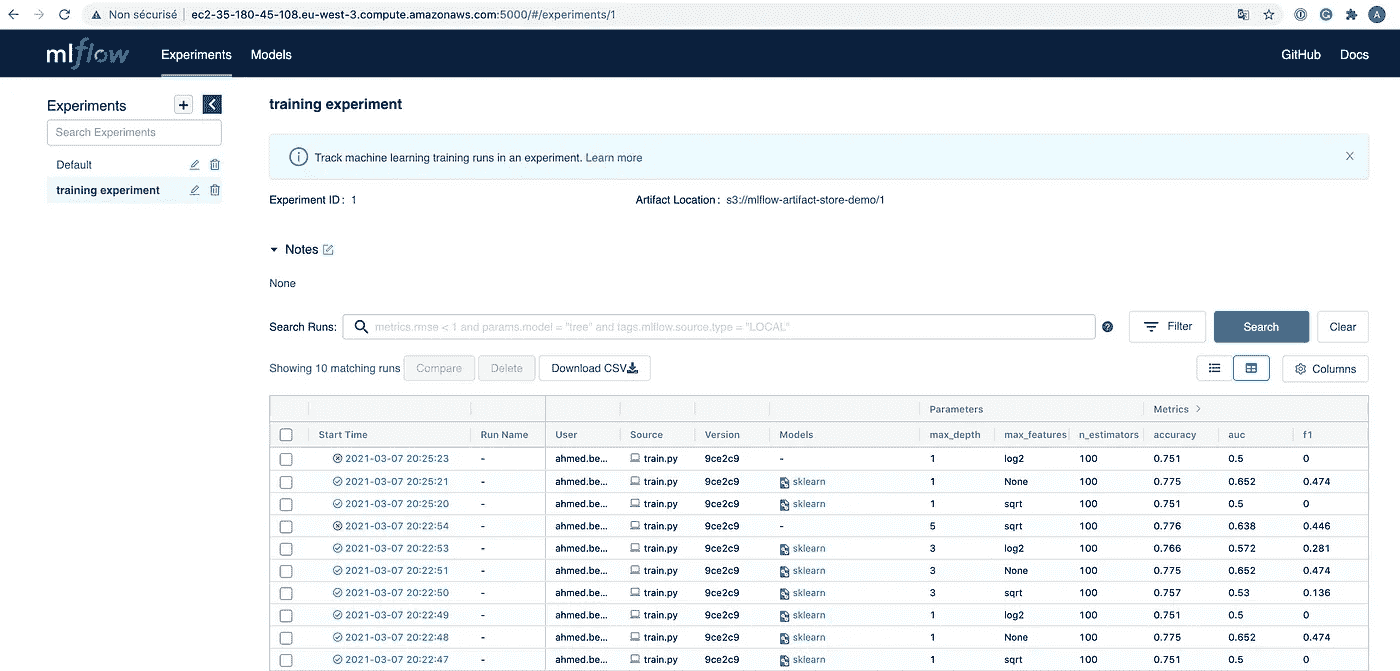 Non sécurisé ec2-35-180-45-108.eu-west-3.compute.amazonaws.com:5000/#/experiments/1 A
mlflow Experiments Models GitHub Docs
Experiments + training experiment
Search Experiments
Default
training experiment
Track machine learning training runs in an experiment. Learn more
Experiment ID : 1 Artifact Location : s3://mlflow-artifact-store-demo/1
Notes
None
Search Runs: metrics.rmse < 1 and params.model = "tree" and tags.mlflow.source.type = "LOCAL" ? Filter Search Clear
Showing 10 matching runs Compare Delete Download CSV Columns
Parameters Metrics >
Start Time Run Name User Source Version Models max_depth max_features n_estimators accuracy auc f1
2021-03-07 20:25:23 - ahmed.be... train.py 9ce2c9 - 1 log2 100 0.751 0.5 0
2021-03-07 20:25:21 - ahmed.be... train.py 9ce2c9 sklearn 1 None 100 0.775 0.652 0.474
2021-03-07 20:25:20 - ahmed.be... train.py 9ce2c9 sklearn 1 sqrt 100 0.751 0.5 0
2021-03-07 20:22:54 - ahmed.be... train.py 9ce2c9 - 5 sqrt 100 0.776 0.638 0.446
2021-03-07 20:22:53 - ahmed.be... train.py 9ce2c9 sklearn 3 log2 100 0.766 0.572 0.281
2021-03-07 20:22:51 - ahmed.be... train.py 9ce2c9 sklearn 3 None 100 0.775 0.652 0.474
2021-03-07 20:22:50 - ahmed.be... train.py 9ce2c9 sklearn 3 sqrt 100 0.757 0.53 0.136
2021-03-07 20:22:49 - ahmed.be... train.py 9ce2c9 sklearn 1 log2 100 0.751 0.5 0
2021-03-07 20:22:48 - ahmed.be... train.py 9ce2c9 sklearn 1 None 100 0.775 0.652 0.474
2021-03-07 20:22:47 - ahmed.be... train.py 9ce2c9 sklearn 1 sqrt 100 0.751 0.5 0